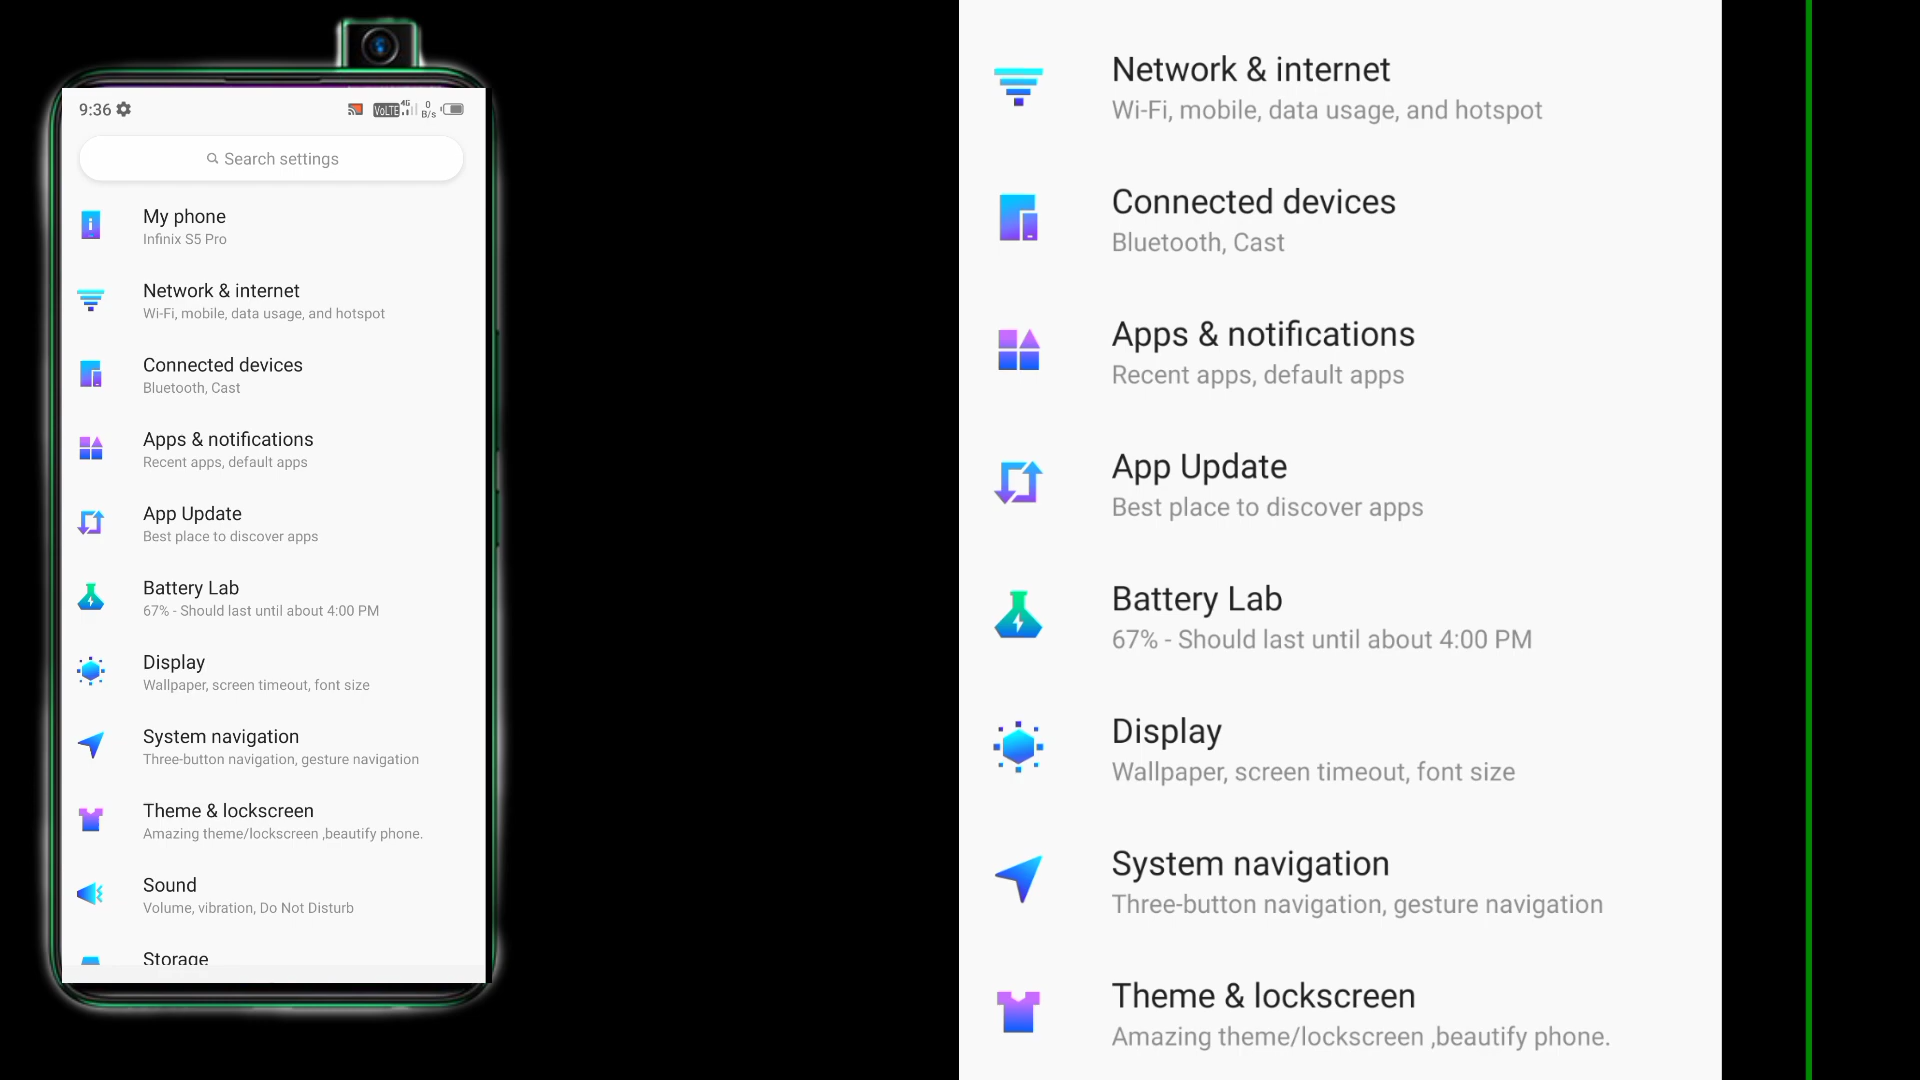 9:36
VoLTE 4G 0 B/s
Search settings
My phone
Infinix S5 Pro
Network & internet
Wi-Fi, mobile, data usage, and hotspot
Connected devices
Bluetooth, Cast
Apps & notifications
Recent apps, default apps
App Update
Best place to discover apps
Battery Lab
67% - Should last until about 4:00 PM
Display
Wallpaper, screen timeout, font size
System navigation
Three-button navigation, gesture navigation
Theme & lockscreen
Amazing theme/lockscreen ,beautify phone.
Sound
Volume, vibration, Do Not Disturb
Storage
Network & internet
Wi-Fi, mobile, data usage, and hotspot
Connected devices
Bluetooth, Cast
Apps & notifications
Recent apps, default apps
App Update
Best place to discover apps
Battery Lab
67% - Should last until about 4:00 PM
Display
Wallpaper, screen timeout, font size
System navigation
Three-button navigation, gesture navigation
Theme & lockscreen
Amazing theme/lockscreen ,beautify phone.